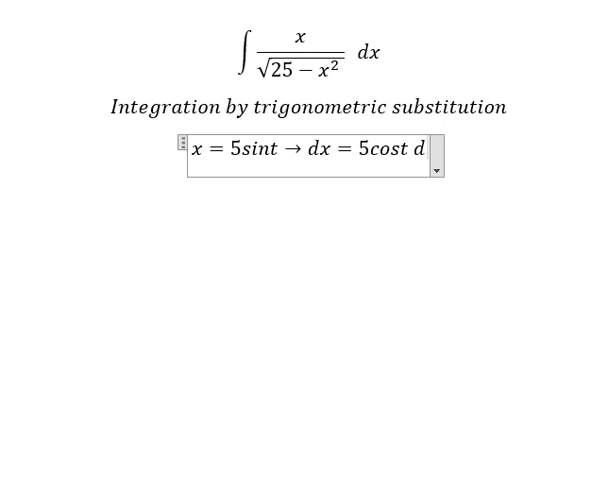 ∫ x / √(25 − x²) dx
Integration by trigonometric substitution
x = 5sint → dx = 5cost d